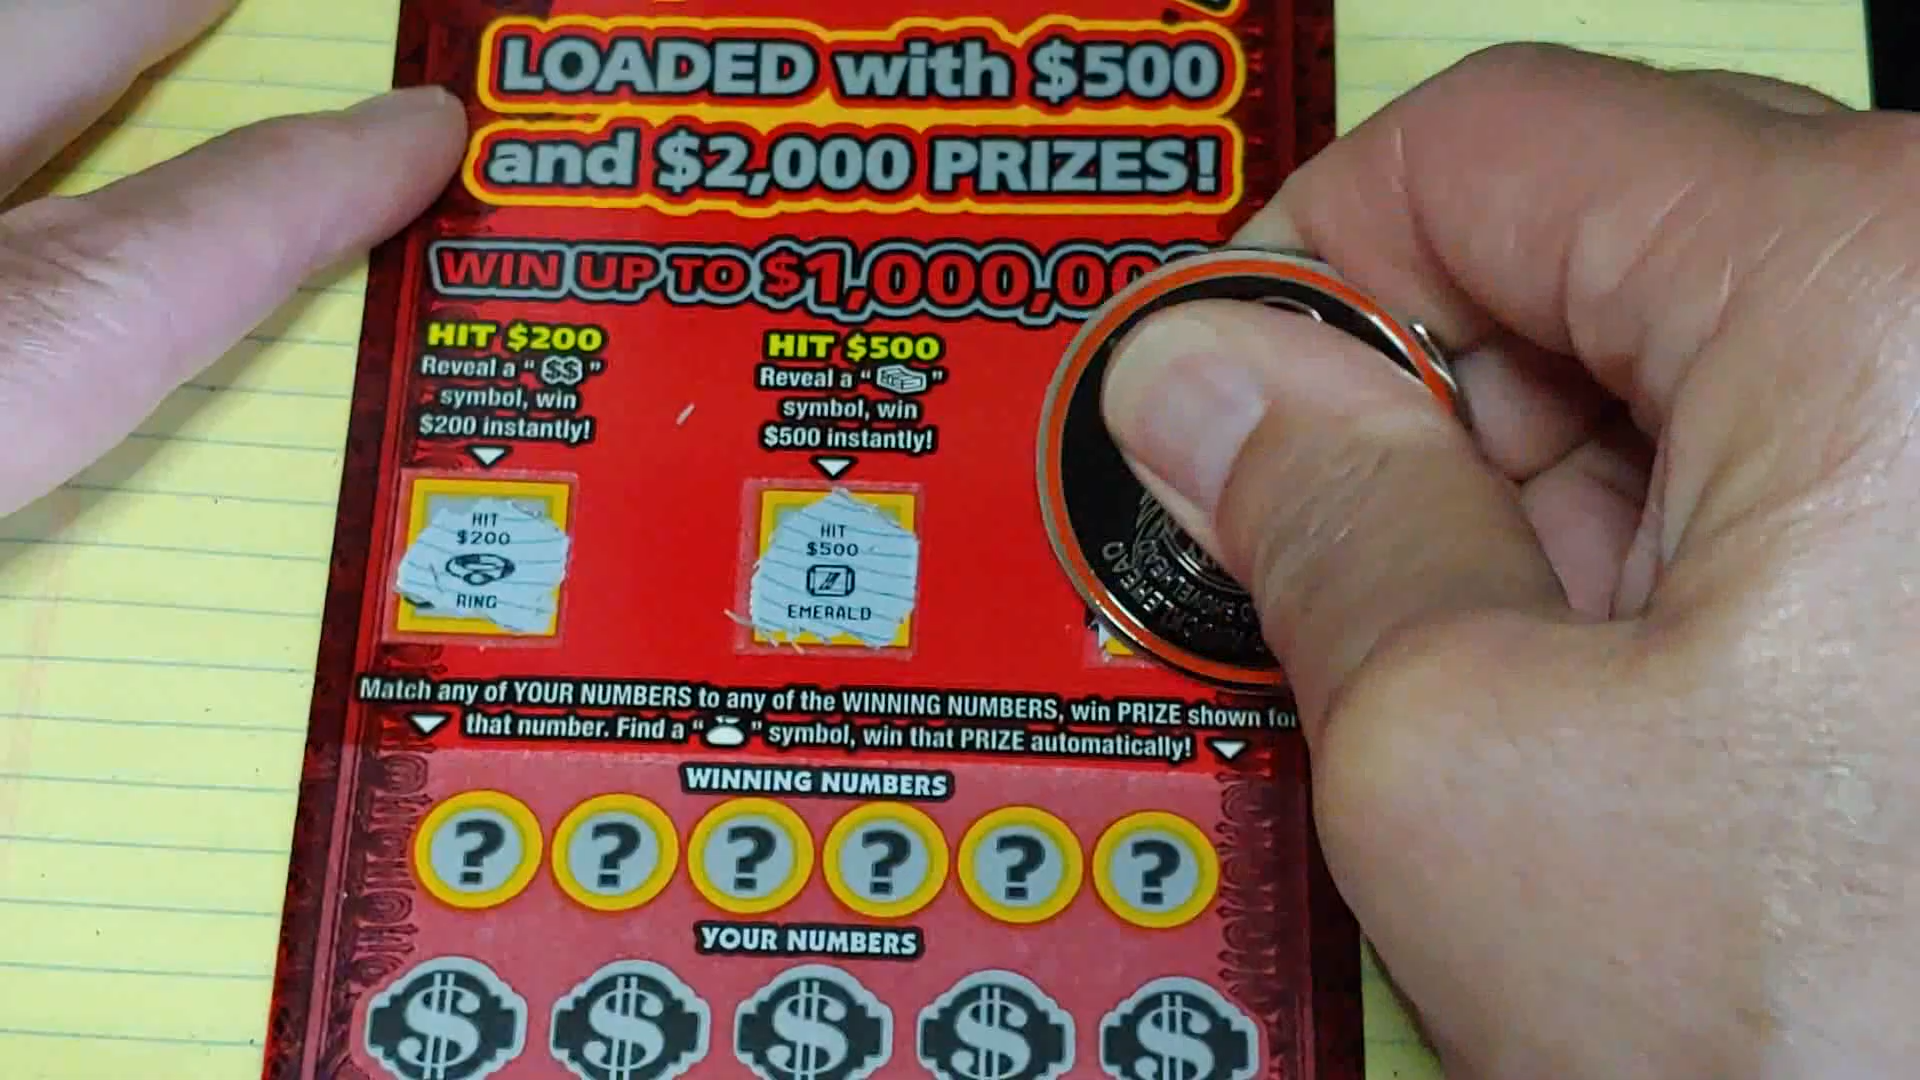 LOADED with $500
and $2,000 PRIZES!
WIN UP TO $1,000,00
HIT $200
Reveal a "$$"
symbol, win
$200 instantly!
HIT $500
Reveal a " "
symbol, win
$500 instantly!
HIT
$200
RING
HIT
$500
EMERALD
Match any of YOUR NUMBERS to any of the WINNING NUMBERS, win PRIZE shown for
that number. Find a " " symbol, win that PRIZE automatically!
WINNING NUMBERS
? ? ? ? ? ?
YOUR NUMBERS
$ $ $ $ $